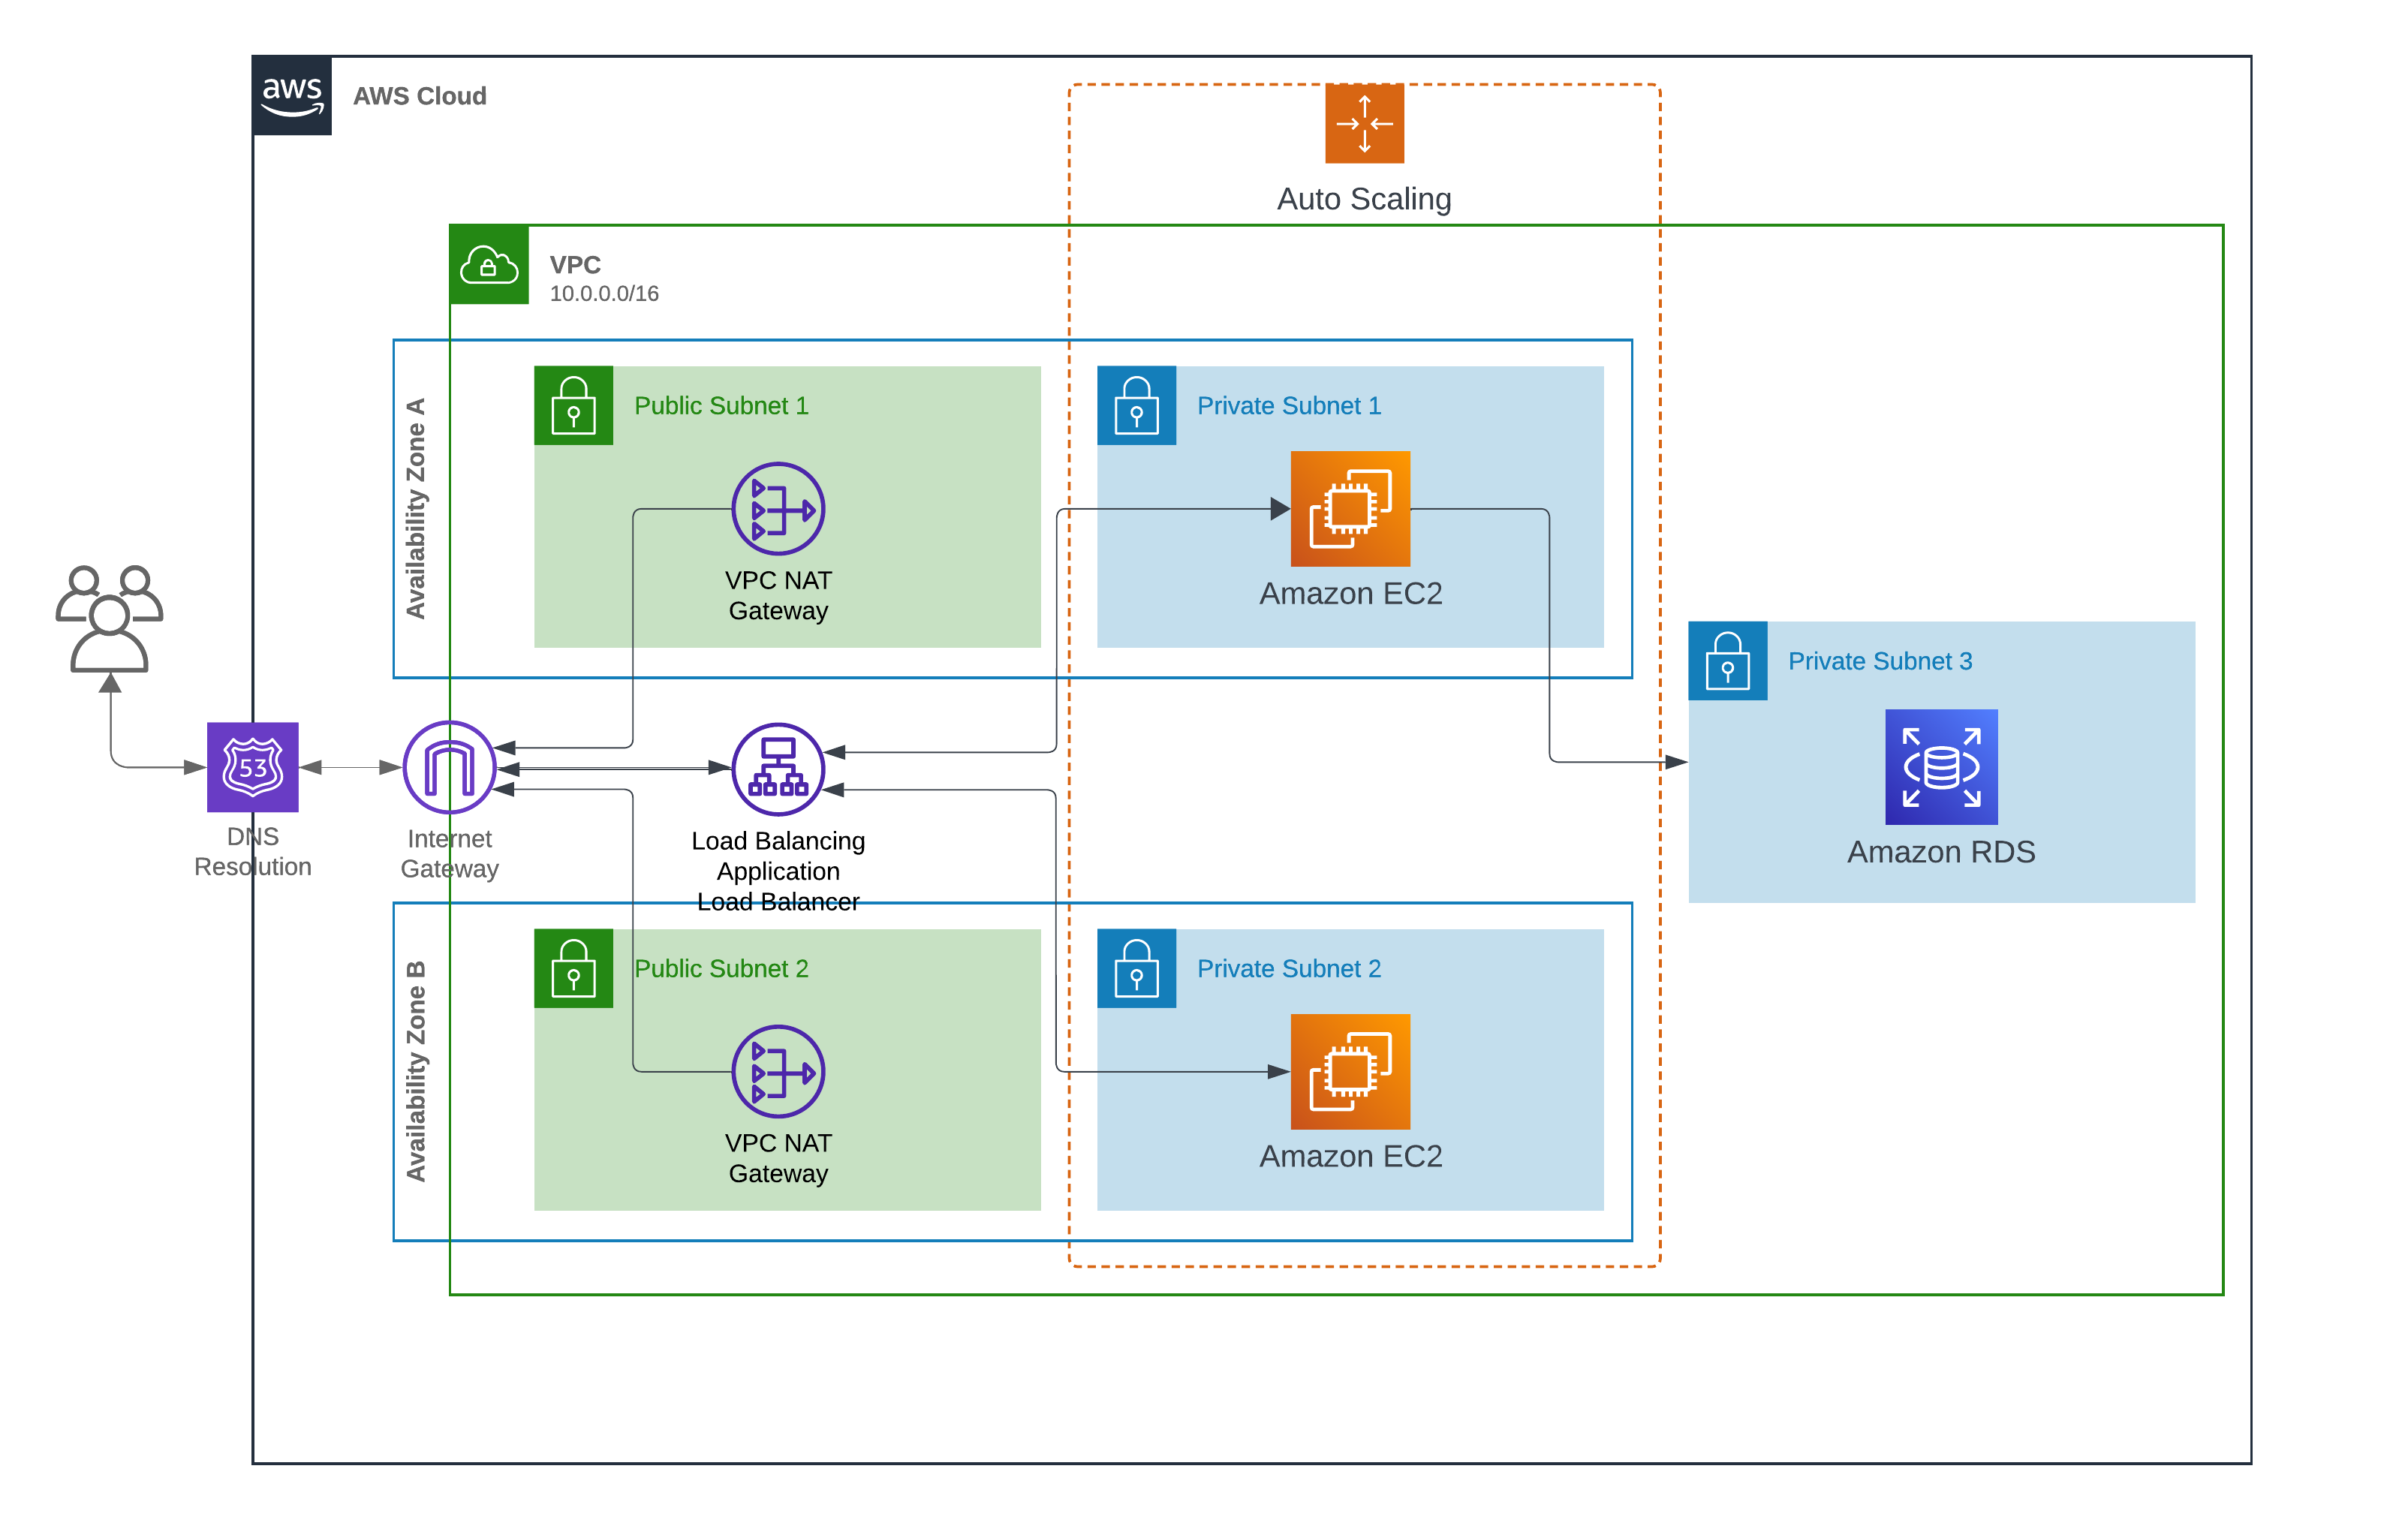 aws
AWS Cloud
Auto Scaling
VPC
10.0.0.0/16
Availability Zone A
Public Subnet 1
VPC NAT
Gateway
Private Subnet 1
Amazon EC2
Private Subnet 3
Amazon RDS
53
DNS
Resolution
Internet
Gateway
Load Balancing
Application
Load Balancer
Availability Zone B
Public Subnet 2
VPC NAT
Gateway
Private Subnet 2
Amazon EC2